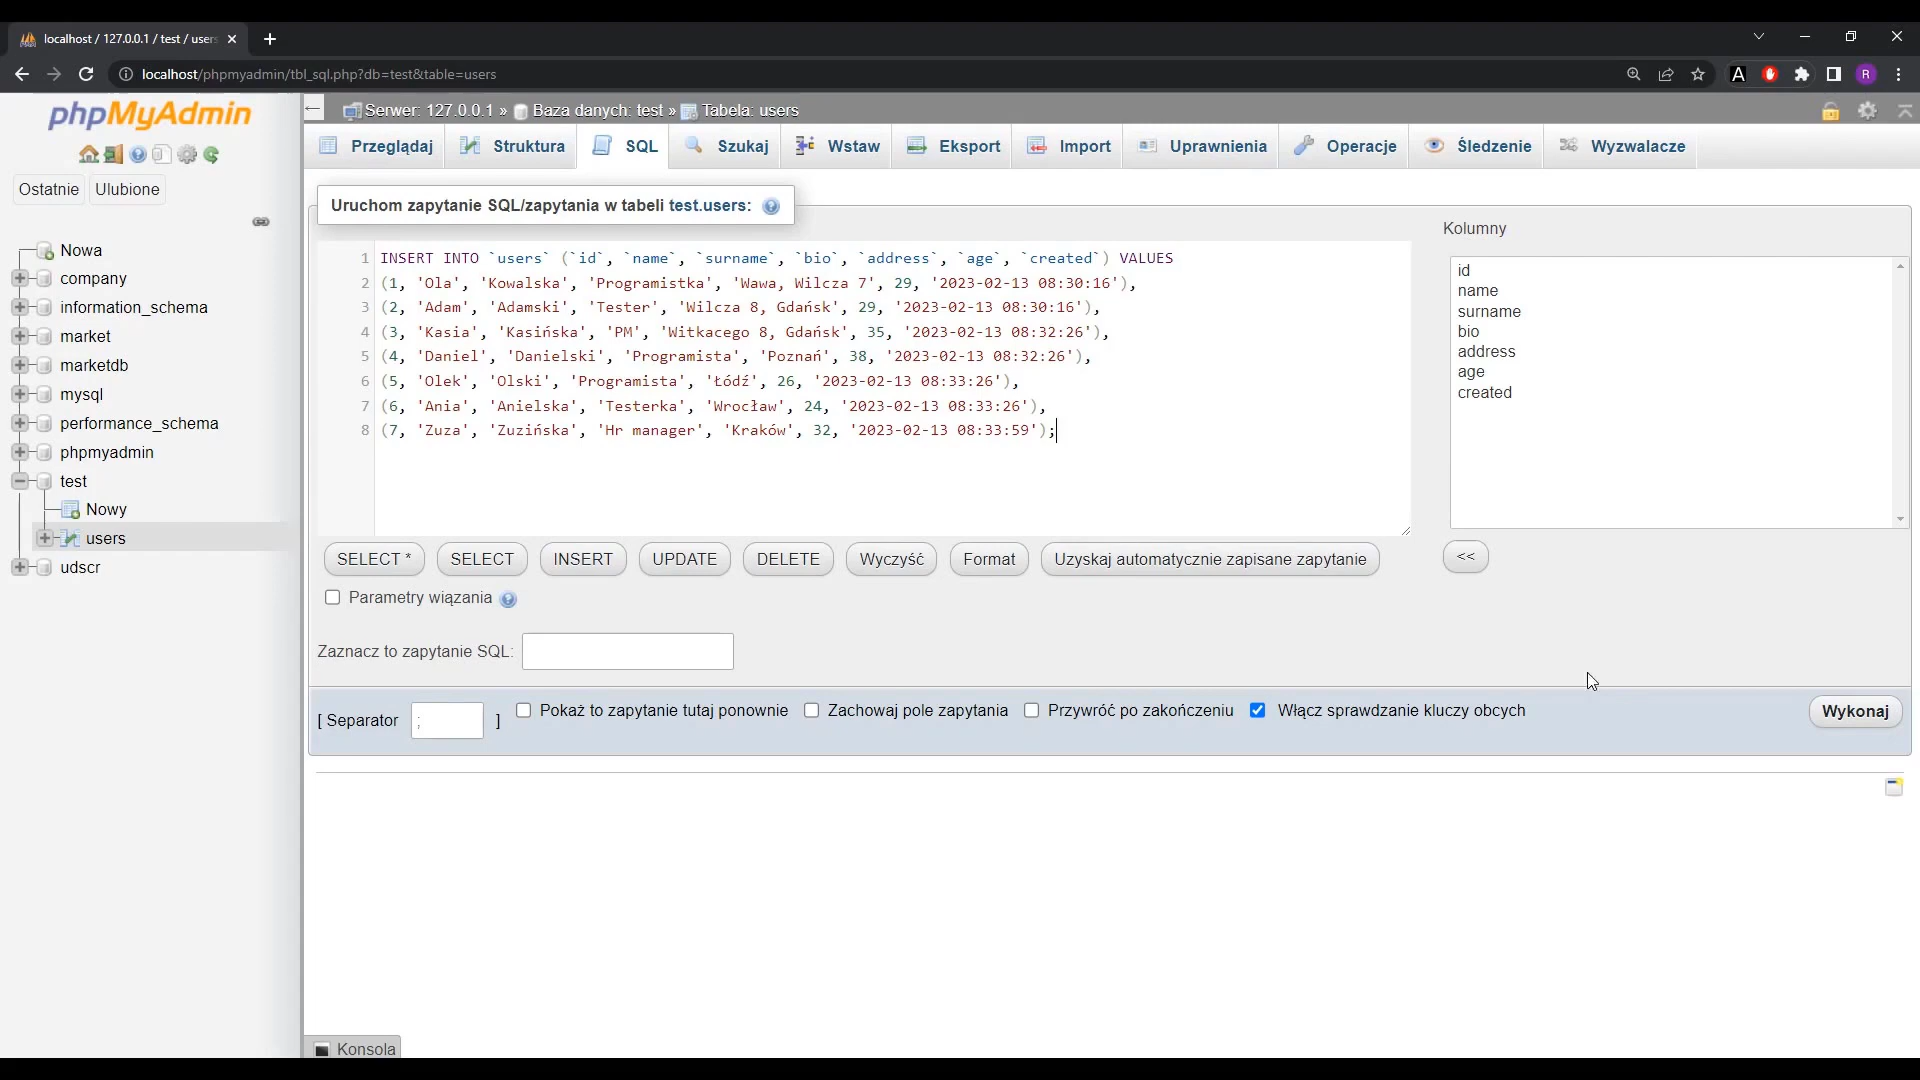 localhost / 127.0.0.1 / test / users
localhost/phpmyadmin/tbl_sql.php?db=test&table=users
A
R
phpMyAdmin
Ostatnie
Ulubione
Nowa
company
information_schema
market
marketdb
mysql
performance_schema
phpmyadmin
test
Nowy
users
udscr
Serwer: 127.0.0.1 » Baza danych: test » Tabela: users
Przeglądaj
Struktura
SQL
Szukaj
Wstaw
Eksport
Import
Uprawnienia
Operacje
Śledzenie
Wyzwalacze
Uruchom zapytanie SQL/zapytania w tabeli test.users:
1 INSERT INTO `users` (`id`, `name`, `surname`, `bio`, `address`, `age`, `created`) VALUES
2 (1, 'Ola', 'Kowalska', 'Programistka', 'Wawa, Wilcza 7', 29, '2023-02-13 08:30:16'),
3 (2, 'Adam', 'Adamski', 'Tester', 'Wilcza 8, Gdańsk', 29, '2023-02-13 08:30:16'),
4 (3, 'Kasia', 'Kasińska', 'PM', 'Witkacego 8, Gdańsk', 35, '2023-02-13 08:32:26'),
5 (4, 'Daniel', 'Danielski', 'Programista', 'Poznań', 38, '2023-02-13 08:32:26'),
6 (5, 'Olek', 'Olski', 'Programista', 'Łódź', 26, '2023-02-13 08:33:26'),
7 (6, 'Ania', 'Anielska', 'Testerka', 'Wrocław', 24, '2023-02-13 08:33:26'),
8 (7, 'Zuza', 'Zuzińska', 'Hr manager', 'Kraków', 32, '2023-02-13 08:33:59');
Kolumny
id
name
surname
bio
address
age
created
SELECT *
SELECT
INSERT
UPDATE
DELETE
Wyczyść
Format
Uzyskaj automatycznie zapisane zapytanie
<<
Parametry wiązania
Zaznacz to zapytanie SQL:
[ Separator ; ]
Pokaż to zapytanie tutaj ponownie
Zachowaj pole zapytania
Przywróć po zakończeniu
Włącz sprawdzanie kluczy obcych
Wykonaj
Konsola